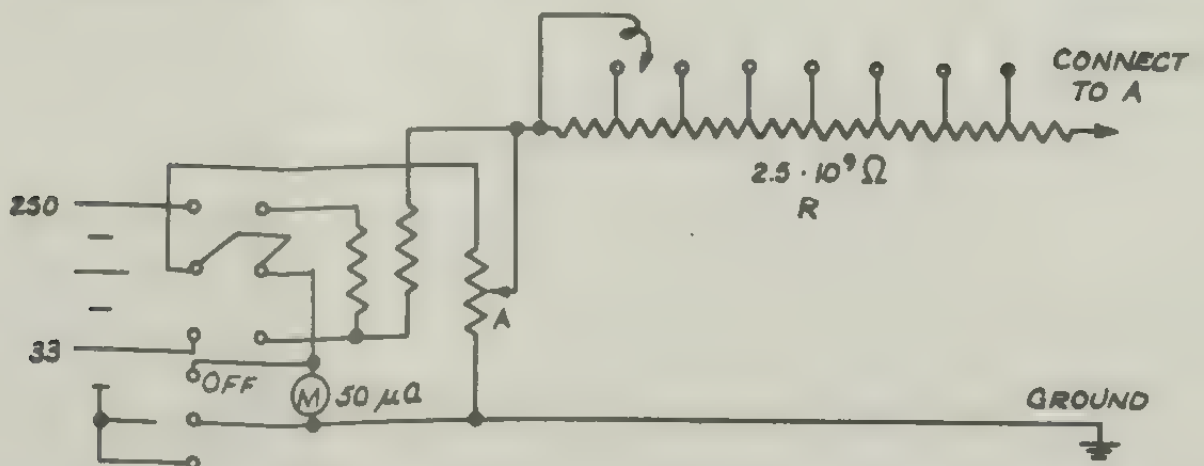 CONNECT
TO A
2.5 · 10⁹ Ω
R
250
A
33
OFF
M
50 μa
GROUND